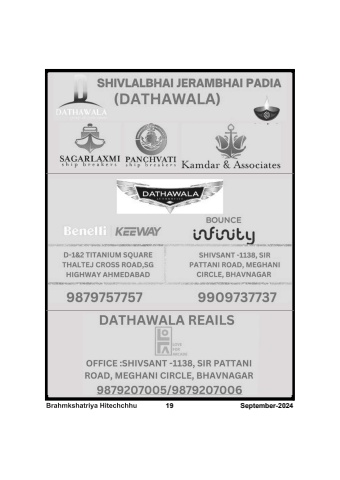 SHIVLALBHAI JERAMBHAI PADIA
(DATHAWALA)
DATHAWALA
SAGARLAXMI
ship breakers
PANCHVATI
ship breakers
Kamdar & Associates
DATHAWALA
Benelli KEEWAY
BOUNCE
infinity
D-1&2 TITANIUM SQUARE
THALTEJ CROSS ROAD,SG
HIGHWAY AHMEDABAD
SHIVSANT -1138, SIR
PATTANI ROAD, MEGHANI
CIRCLE, BHAVNAGAR
9879757757
9909737737
DATHAWALA REAILS
OFFICE :SHIVSANT -1138, SIR PATTANI
ROAD, MEGHANI CIRCLE, BHAVNAGAR
9879207005/9879207006
Brahmkshatriya Hitechchhu 19 September-2024